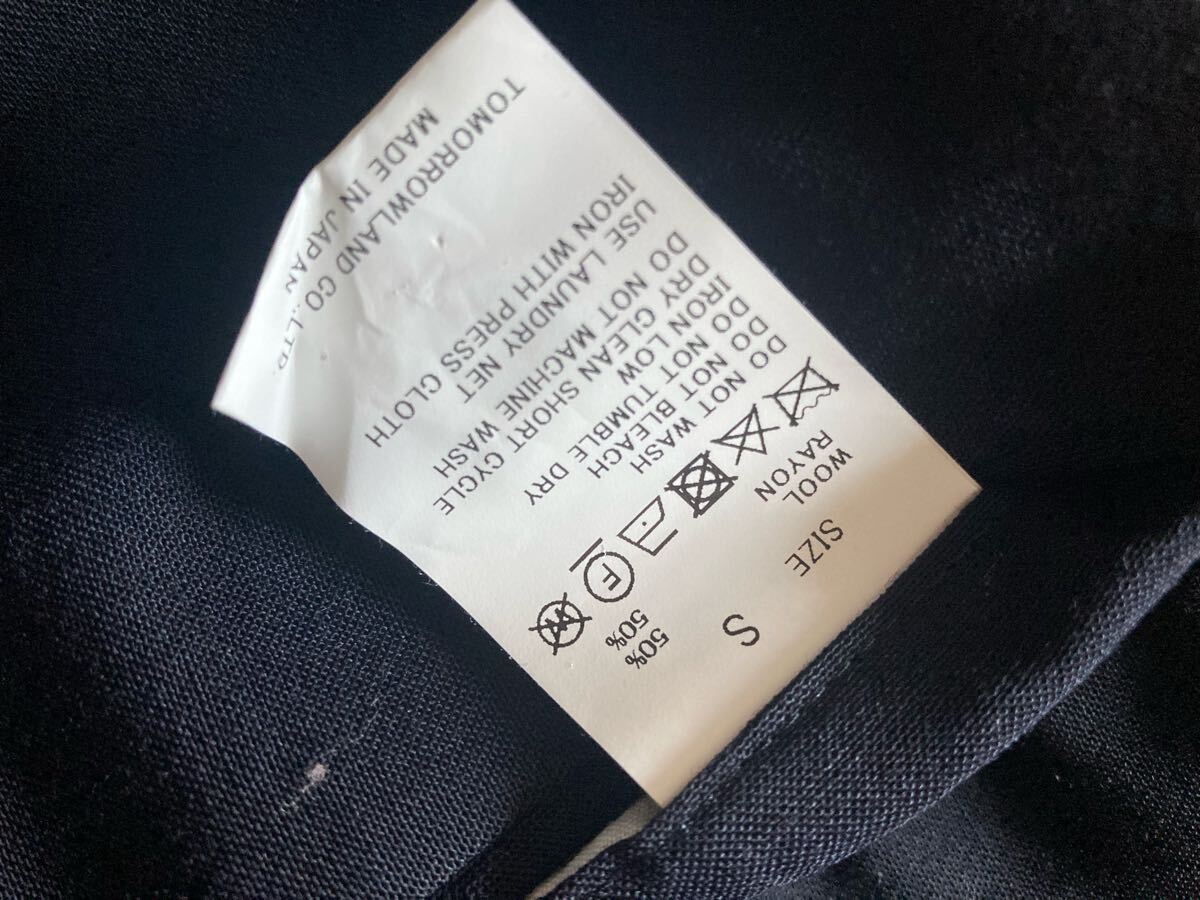 SIZE S
WOOL 50%
RAYON 50%
F
W
DO NOT WASH
DO NOT BLEACH
DO NOT TUMBLE DRY
IRON LOW
DRY CLEAN SHORT CYCLE
DO NOT MACHINE WASH
USE LAUNDRY NET
IRON WITH PRESS CLOTH
TOMORROWLAND CO.,LTD.
MADE IN JAPAN